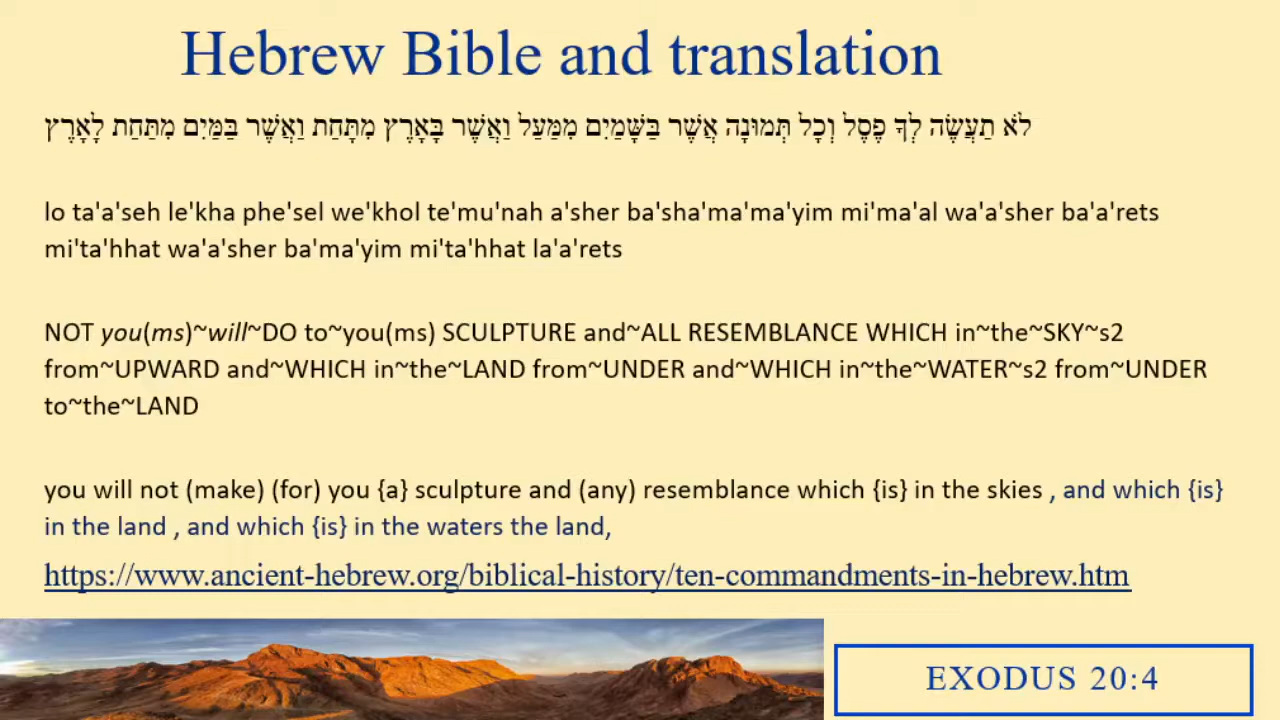 Hebrew Bible and translation
לֹא תַעֲשֶׂה לְךָ פֶסֶל וְכָל תְּמוּנָה אֲשֶׁר בַּשָּׁמַיִם מִמַּעַל וַאֲשֶׁר בָּאָרֶץ מִתָּחַת וַאֲשֶׁר בַּמַּיִם מִתַּחַת לָאָרֶץ
lo ta'a'seh le'kha phe'sel we'khol te'mu'nah a'sher ba'sha'ma'ma'yim mi'ma'al wa'a'sher ba'a'rets
mi'ta'hhat wa'a'sher ba'ma'yim mi'ta'hhat la'a'rets
NOT you(ms)~will~DO to~you(ms) SCULPTURE and~ALL RESEMBLANCE WHICH in~the~SKY~s2
from~UPWARD and~WHICH in~the~LAND from~UNDER and~WHICH in~the~WATER~s2 from~UNDER
to~the~LAND
you will not (make) (for) you {a} sculpture and (any) resemblance which {is} in the skies , and which {is}
in the land , and which {is} in the waters the land,
https://www.ancient-hebrew.org/biblical-history/ten-commandments-in-hebrew.htm
EXODUS 20:4